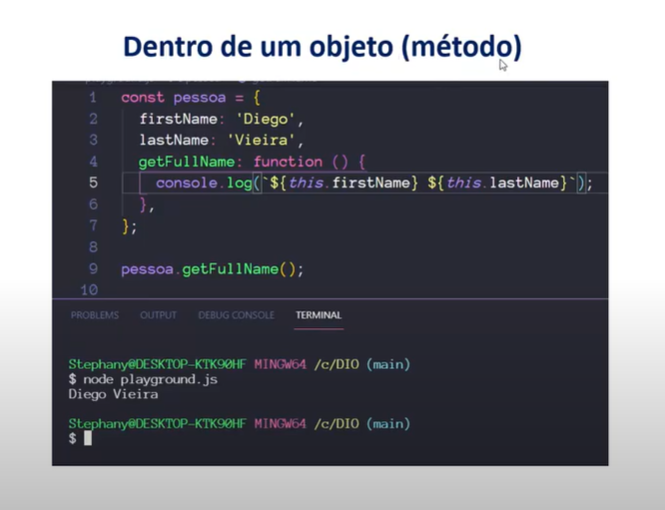 Dentro de um objeto (método)
1 const pessoa = {
2 firstName: 'Diego',
3 lastName: 'Vieira',
4 getFullName: function () {
5 console.log(`${this.firstName} ${this.lastName}`);
6 },
7 };
8
9 pessoa.getFullName();
10
PROBLEMS OUTPUT DEBUG CONSOLE TERMINAL
Stephany@DESKTOP-KTK90HF MINGW64 /c/DIO (main)
$ node playground.js
Diego Vieira
Stephany@DESKTOP-KTK90HF MINGW64 /c/DIO (main)
$